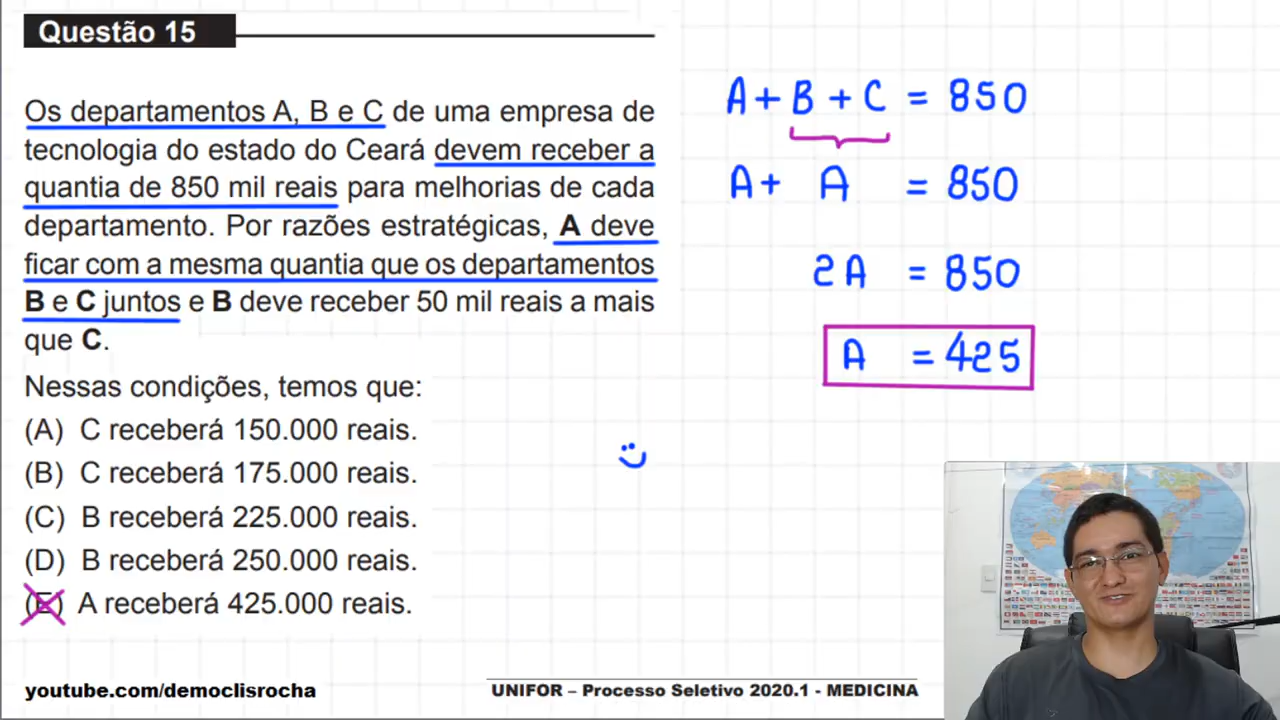 Questão 15
Os departamentos A, B e C de uma empresa de
tecnologia do estado do Ceará devem receber a
quantia de 850 mil reais para melhorias de cada
departamento. Por razões estratégicas, A deve
ficar com a mesma quantia que os departamentos
B e C juntos e B deve receber 50 mil reais a mais
que C.
Nessas condições, temos que:
(A) C receberá 150.000 reais.
(B) C receberá 175.000 reais.
(C) B receberá 225.000 reais.
(D) B receberá 250.000 reais.
(E) A receberá 425.000 reais.
A + B + C = 850
A + A = 850
2A = 850
A = 425
youtube.com/democlisrocha
UNIFOR – Processo Seletivo 2020.1 - MEDICINA